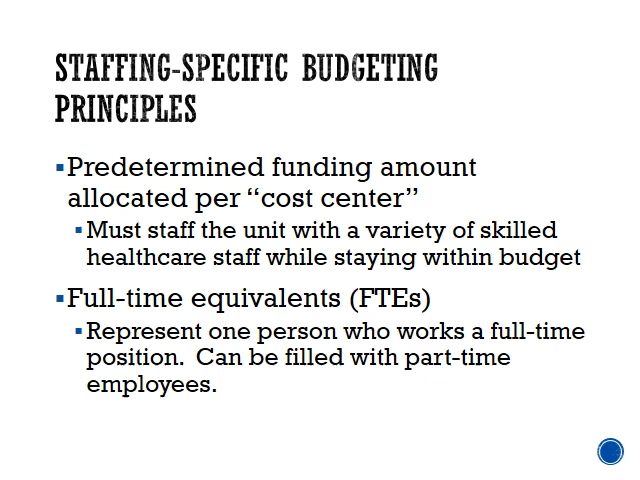 STAFFING-SPECIFIC BUDGETING
PRINCIPLES
▪Predetermined funding amount
allocated per “cost center”
▪Must staff the unit with a variety of skilled
healthcare staff while staying within budget
▪Full-time equivalents (FTEs)
▪Represent one person who works a full-time
position.  Can be filled with part-time
employees.